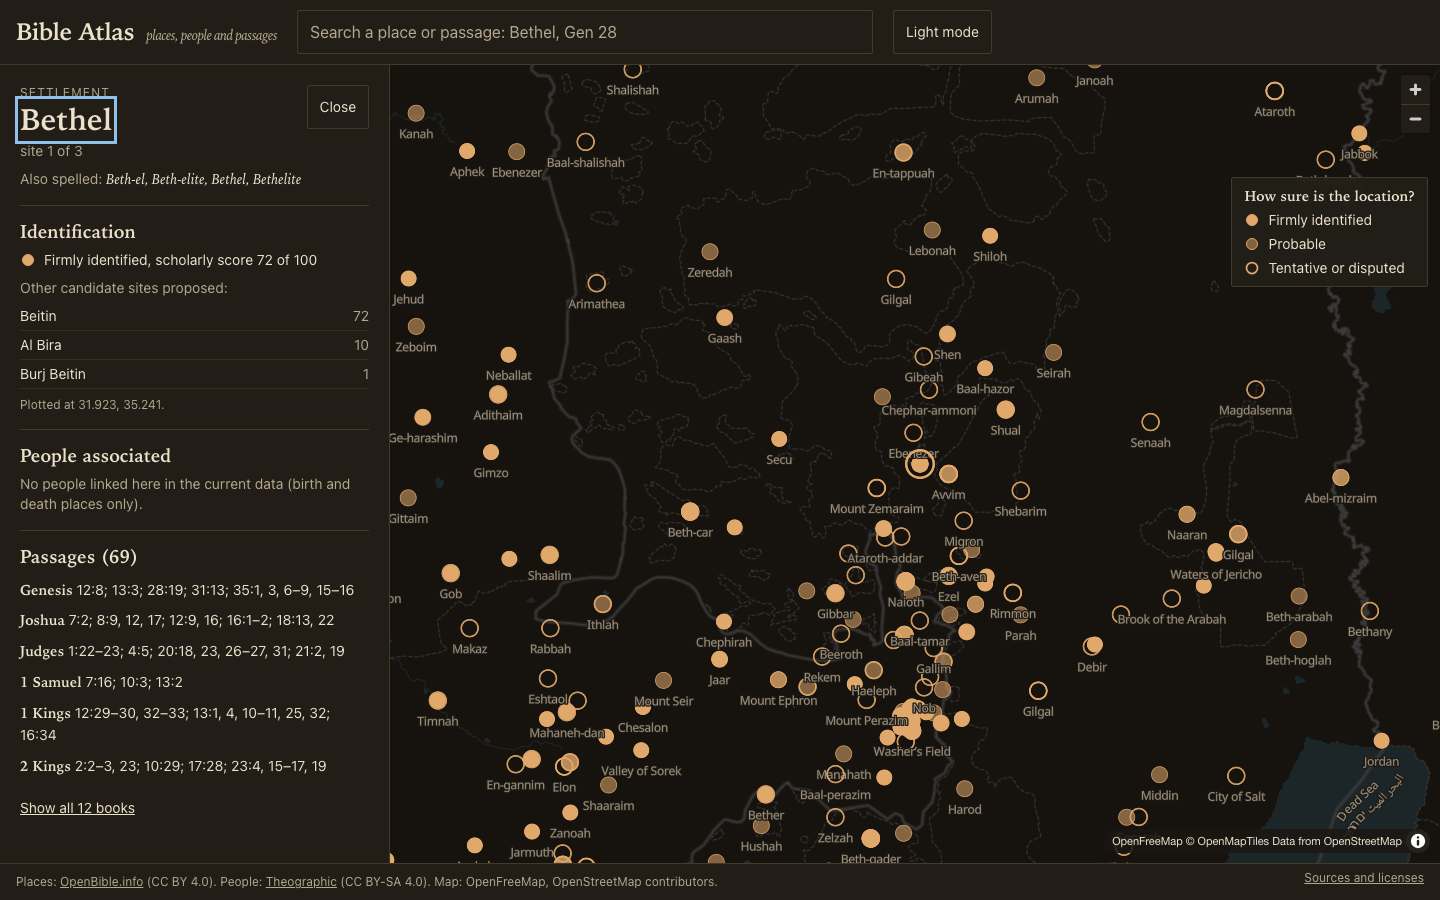 Bible Atlas places, people and passages
Search a place or passage: Bethel, Gen 28
Light mode
SETTLEMENT
Bethel
Close
site 1 of 3
Also spelled: Beth-el, Beth-elite, Bethel, Bethelite
Identification
Firmly identified, scholarly score 72 of 100
Other candidate sites proposed:
Beitin 72
Al Bira 10
Burj Beitin 1
Plotted at 31.923, 35.241.
People associated
No people linked here in the current data (birth and
death places only).
Passages (69)
Genesis 12:8; 13:3; 28:19; 31:13; 35:1, 3, 6–9, 15–16
Joshua 7:2; 8:9, 12, 17; 12:9, 16; 16:1–2; 18:13, 22
Judges 1:22–23; 4:5; 20:18, 23, 26–27, 31; 21:2, 19
1 Samuel 7:16; 10:3; 13:2
1 Kings 12:29–30, 32–33; 13:1, 4, 10–11, 25, 32;
16:34
2 Kings 2:2–3, 23; 10:29; 17:28; 23:4, 15–17, 19
Show all 12 books
Shalishah
Arumah
Janoah
Ataroth
Kanah
Aphek
Ebenezer
Baal-shalishah
En-tappuah
Jabbok
How sure is the location?
Firmly identified
Probable
Tentative or disputed
Lebonah
Shiloh
Zeredah
Gilgal
Jehud
Arimathea
Gaash
Zeboim
Shen
Neballat
Gibeah
Baal-hazor
Seirah
Adithaim
Chephar-ammoni
Magdalsenna
Ge-harashim
Shual
Senaah
Secu
Ebenezer
Gimzo
Avvim
Abel-mizraim
Gittaim
Mount Zemaraim
Shebarim
Beth-car
Migron
Naaran
Gilgal
Ataroth-addar
Shaalim
Beth-aven
Waters of Jericho
Gob
Naioth
Ezel
on
Gibbar
Rimmon
Brook of the Arabah
Beth-arabah
Ithlah
Parah
Bethany
Chephirah
Baal-tamar
Makaz
Rabbah
Beeroth
Gallim
Debir
Beth-hoglah
Jaar
Rekem
Haeleph
Eshtaol
Mount Seir
Mount Ephron
Nob
Gilgal
Timnah
Chesalon
Mount Perazim
Mahaneh-dan
Washer's Field
Jordan
Valley of Sorek
Manahath
En-gannim
Elon
Baal-perazim
Middin
City of Salt
Shaaraim
Harod
Dead Sea
Bether
Zanoah
Zelzah
Hushah
Jarmuth
Beth-gader
B
OpenFreeMap © OpenMapTiles Data from OpenStreetMap
Places: OpenBible.info (CC BY 4.0). People: Theographic (CC BY-SA 4.0). Map: OpenFreeMap, OpenStreetMap contributors.
Sources and licenses